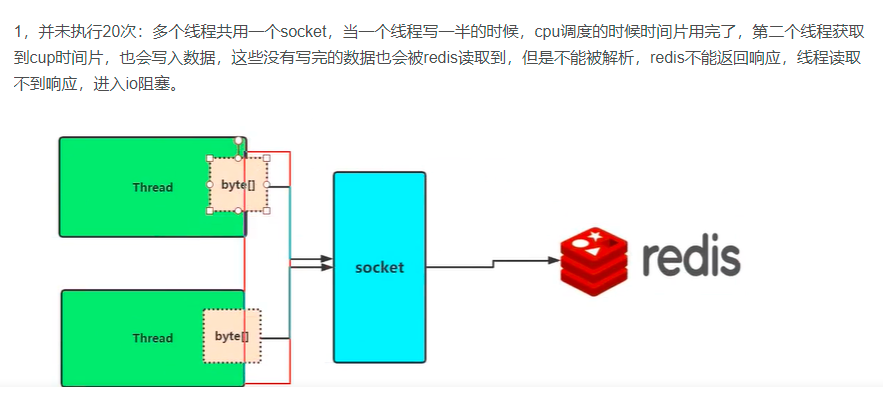 1，并未执行20次：多个线程共用一个socket，当一个线程写一半的时候，cpu调度的时候时间片用完了，第二个线程获取
到cup时间片，也会写入数据，这些没有写完的数据也会被redis读取到，但是不能被解析，redis不能返回响应，线程读取
不到响应，进入io阻塞。
Thread
byte[]
socket
redis
Thread
byte[]